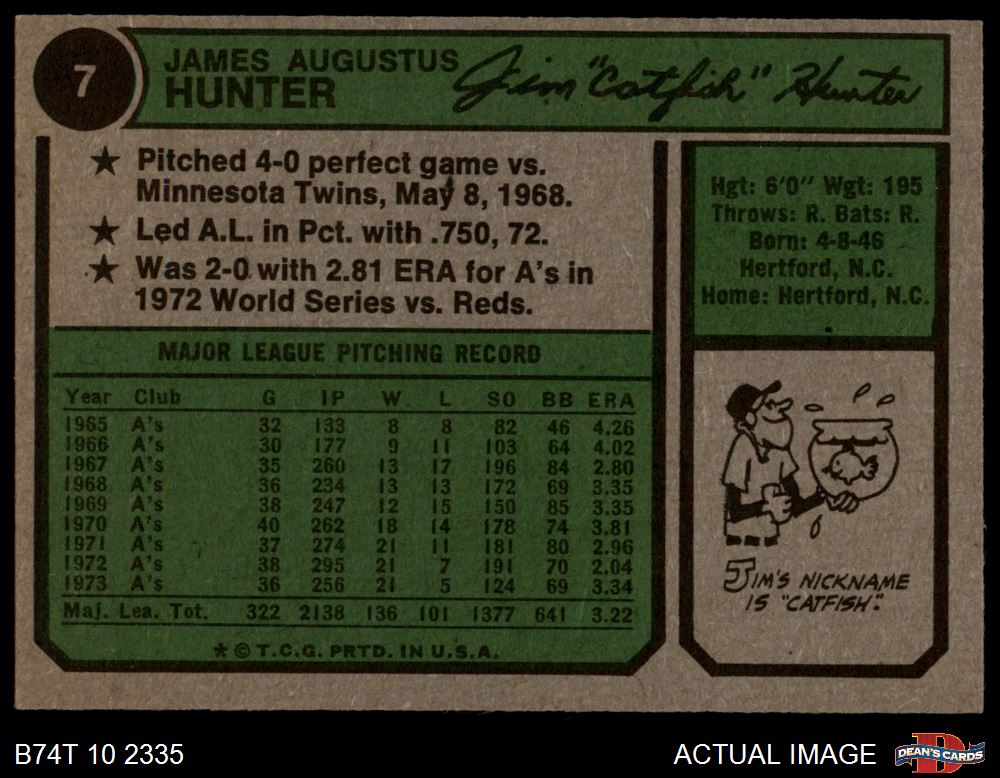 7
JAMES AUGUSTUS
HUNTER
Jim "Catfish" Hunter
★ Pitched 4-0 perfect game vs.
Minnesota Twins, May 8, 1968.
★ Led A.L. in Pct. with .750, 72.
★ Was 2-0 with 2.81 ERA for A's in
1972 World Series vs. Reds.
Hgt: 6'0" Wgt: 195
Throws: R. Bats: R.
Born: 4-8-46
Hertford, N.C.
Home: Hertford, N.C.
MAJOR LEAGUE PITCHING RECORD
Year Club G IP W L SO BB ERA
1965 A's 32 133 8 8 82 46 4.26
1966 A's 30 177 9 11 103 64 4.02
1967 A's 35 260 13 17 196 84 2.80
1968 A's 36 234 13 13 172 69 3.35
1969 A's 38 247 12 15 150 85 3.35
1970 A's 40 262 18 14 178 74 3.81
1971 A's 37 274 21 11 181 80 2.96
1972 A's 38 295 21 7 191 70 2.04
1973 A's 36 256 21 5 124 69 3.34
Maj. Lea. Tot. 322 2138 136 101 1377 641 3.22
★ © T.C.G. PRTD. IN U.S.A.
JIM'S NICKNAME
IS "CATFISH".
B74T 10 2335
ACTUAL IMAGE
D
DEAN'S CARDS